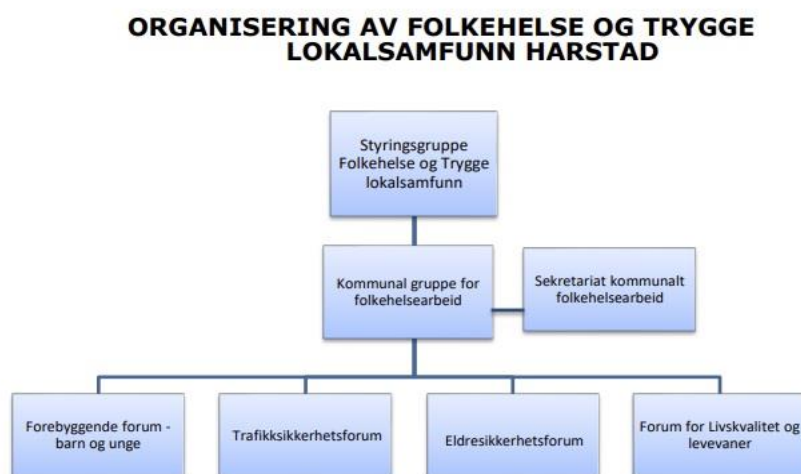 ORGANISERING AV FOLKEHELSE OG TRYGGE
LOKALSAMFUNN HARSTAD
Styringsgruppe
Folkehelse og Trygge
lokalsamfunn
Kommunal gruppe for
folkehelsearbeid
Sekretariat kommunalt
folkehelsearbeid
Forebyggende forum -
barn og unge
Trafikksikkerhetsforum
Eldresikkerhetsforum
Forum for Livskvalitet og
levevaner